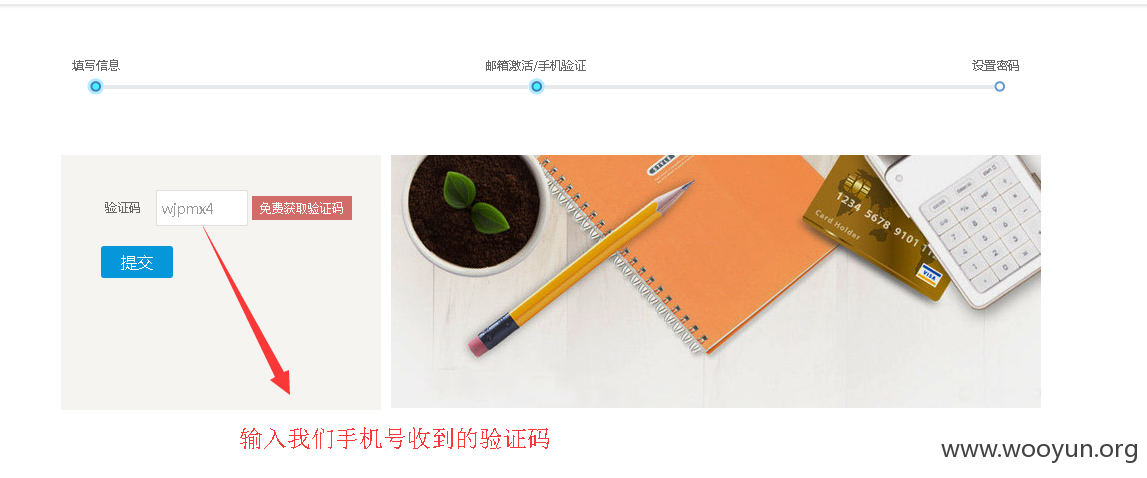 填写信息
邮箱激活/手机验证
设置密码
验证码
wjpmx4
免费获取验证码
提交
STYLE
1234 5678 9101
Card Holder
VISA
输入我们手机号收到的验证码
www.wooyun.org